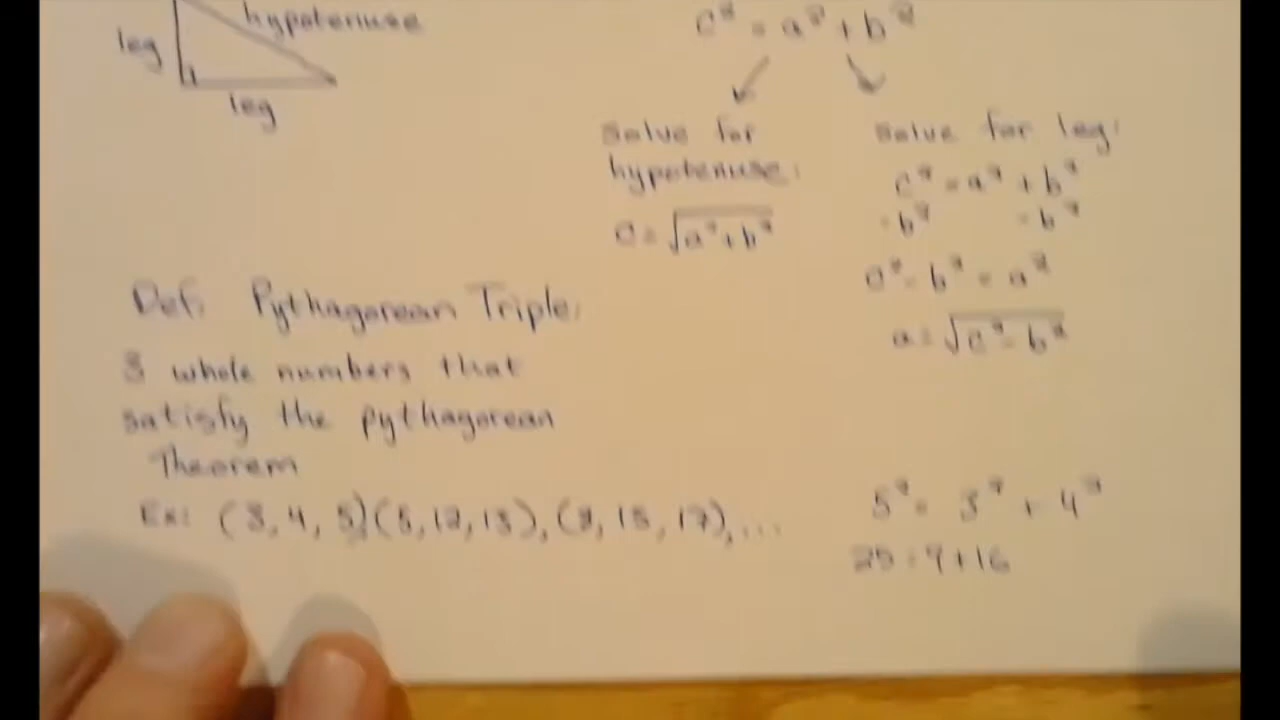 hypotenuse
leg
leg
c² = a² + b²
Solve for
hypotenuse:
c = √a²+b²
Solve for leg:
c² = a² + b²
-b² -b²
c² - b² = a²
a = √c² - b²
Def: Pythagorean Triple:
3 whole numbers that
satisfy the pythagorean
Theorem
Ex: (3, 4, 5)(5, 12, 13), (8, 15, 17), ...
5² = 3² + 4²
25 = 9 + 16